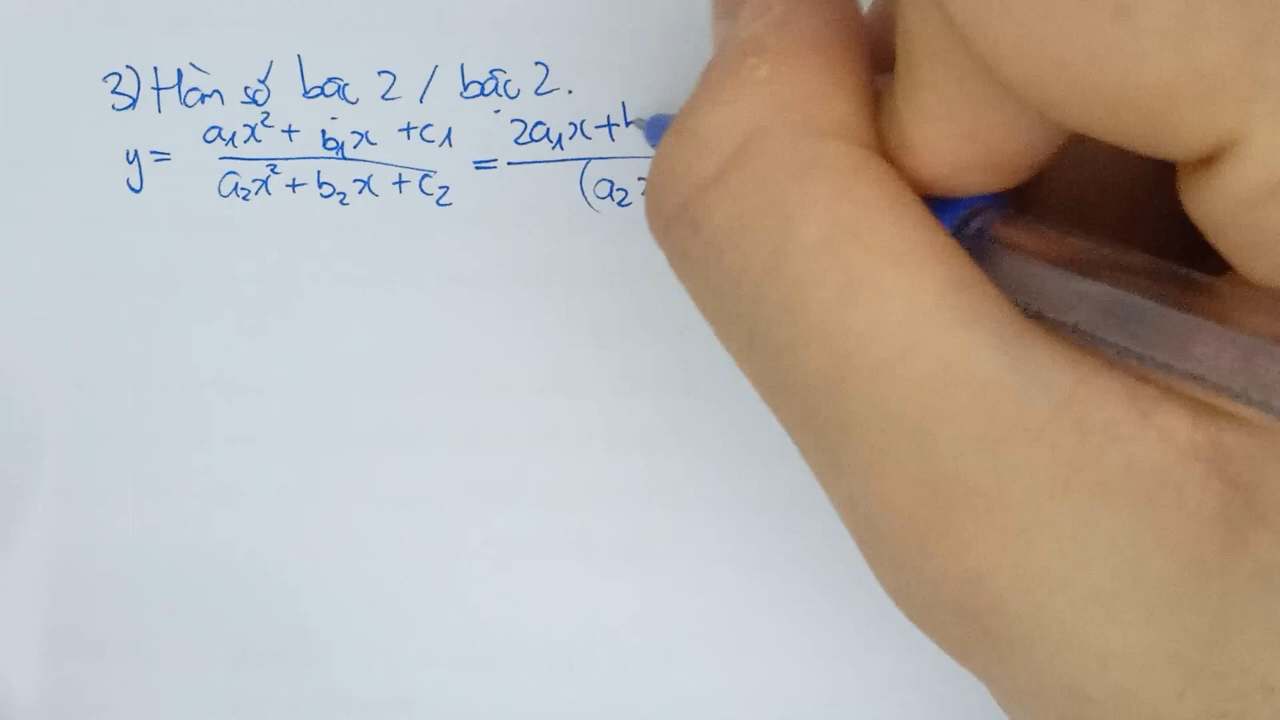 3) Hàm số bậc 2 / bậc 2.
y = (a₁x² + b₁x + c₁)/(a₂x² + b₂x + c₂) = (2a₁x +)/((a₂